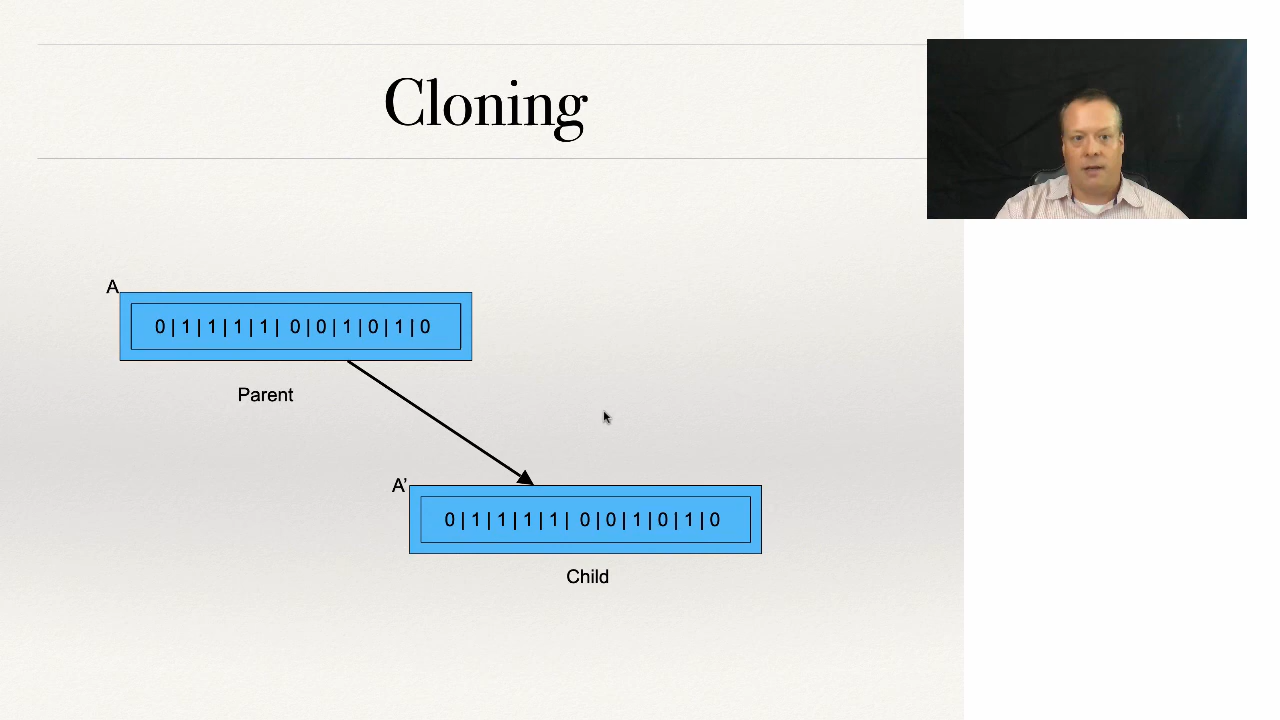 Cloning
A
0 | 1 | 1 | 1 | 1 | 0 | 0 | 1 | 0 | 1 | 0
Parent
A’
0 | 1 | 1 | 1 | 1 | 0 | 0 | 1 | 0 | 1 | 0
Child